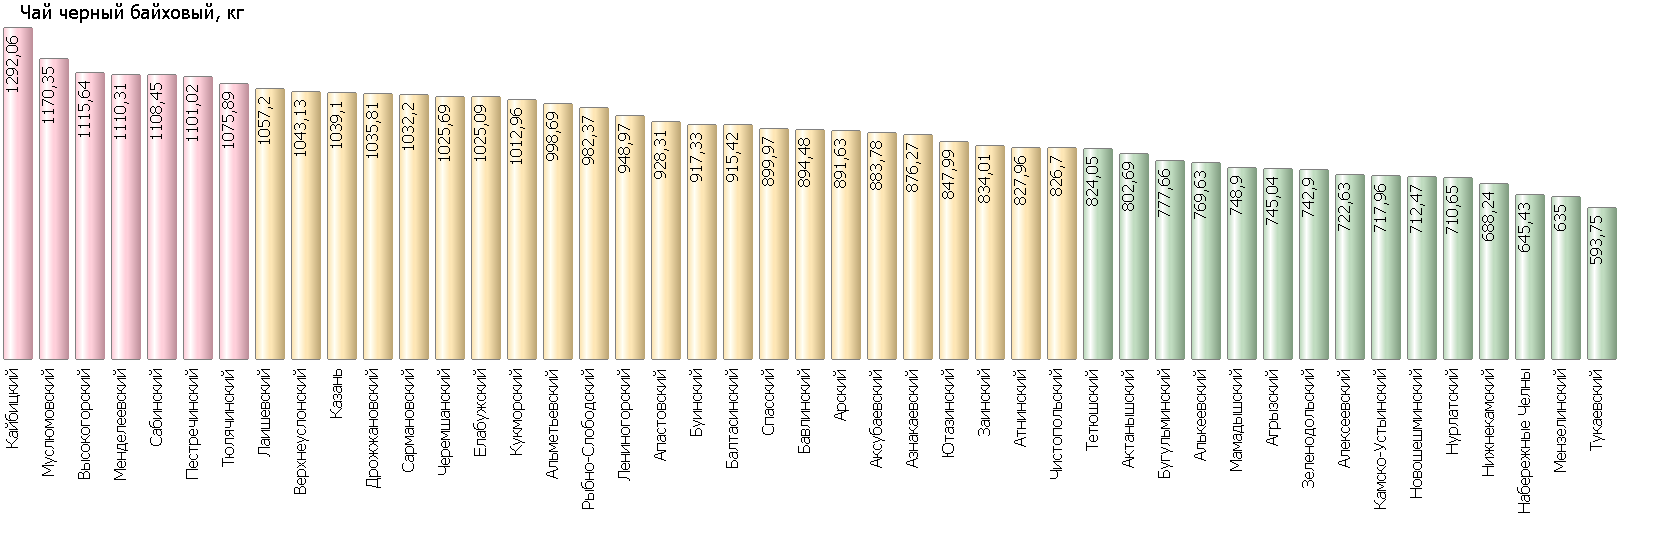 Чай черный байховый, кг
1292,06
1170,35
1115,64
1110,31
1108,45
1101,02
1075,89
1057,2
1043,13
1039,1
1035,81
1032,2
1025,69
1025,09
1012,96
998,69
982,37
948,97
928,31
917,33
915,42
899,97
894,48
891,63
883,78
876,27
847,99
834,01
827,96
826,7
824,05
802,69
777,66
769,63
748,9
745,04
742,9
722,63
717,96
712,47
710,65
688,24
645,43
635
593,75
Кайбицкий
Муслюмовский
Высокогорский
Менделеевский
Сабинский
Пестречинский
Тюлячинский
Лаишевский
Верхнеуслонский
Казань
Дрожжановский
Сармановский
Черемшанский
Елабужский
Кукморский
Альметьевский
Рыбно-Слободский
Лениногорский
Апастовский
Буинский
Балтасинский
Спасский
Бавлинский
Арский
Аксубаевский
Азнакаевский
Ютазинский
Заинский
Атнинский
Чистопольский
Тетюшский
Актанышский
Бугульминский
Алькеевский
Мамадышский
Агрызский
Зеленодольский
Алексеевский
Камско-Устьинский
Новошешминский
Нурлатский
Нижнекамский
Набережные Челны
Мензелинский
Тукаевский